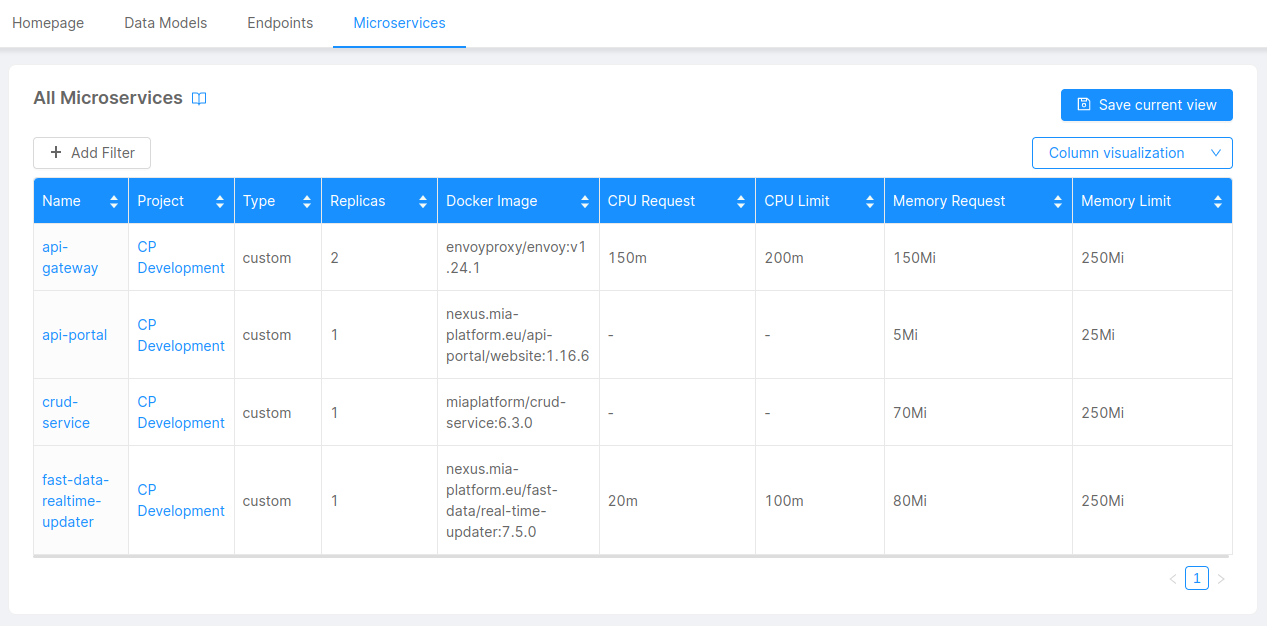 Homepage Data Models Endpoints Microservices
All Microservices
Save current view
Add Filter
Column visualization
Name Project Type Replicas Docker Image CPU Request CPU Limit Memory Request Memory Limit
api-
gateway
CP
Development
custom
2
envoyproxy/envoy:v1
.24.1
150m
200m
150Mi
250Mi
api-portal
CP
Development
custom
1
nexus.mia-
platform.eu/api-
portal/website:1.16.6
-
-
5Mi
25Mi
crud-
service
CP
Development
custom
1
miaplatform/crud-
service:6.3.0
-
-
70Mi
250Mi
fast-data-
realtime-
updater
CP
Development
custom
1
nexus.mia-
platform.eu/fast-
data/real-time-
updater:7.5.0
20m
100m
80Mi
250Mi
1